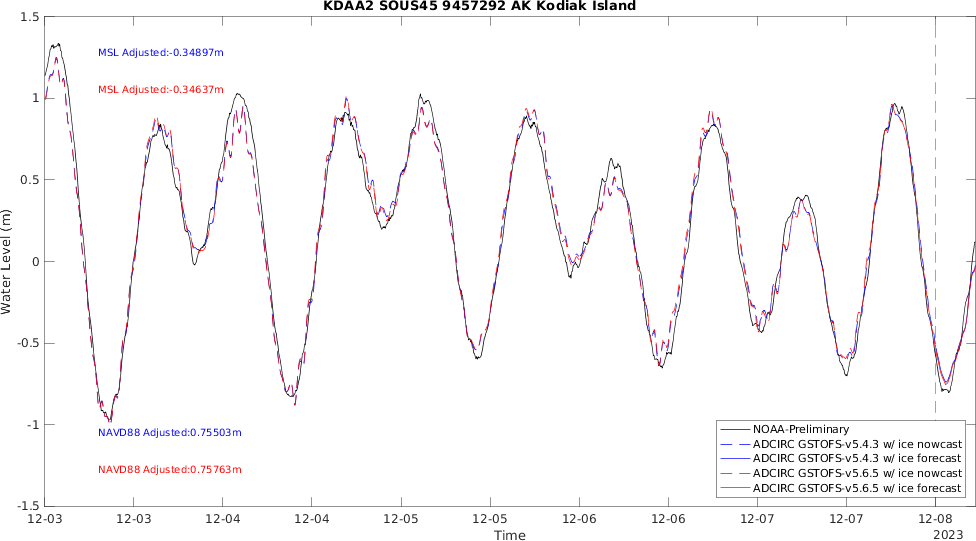 KDAA2 SOUS45 9457292 AK Kodiak Island
1.5
MSL Adjusted:-0.34897m
MSL Adjusted:-0.34637m
1
0.5
Water Level (m)
0
-0.5
-1
NAVD88 Adjusted:0.75503m
NAVD88 Adjusted:0.75763m
NOAA-Preliminary
ADCIRC GSTOFS-v5.4.3 w/ ice nowcast
ADCIRC GSTOFS-v5.4.3 w/ ice forecast
ADCIRC GSTOFS-v5.6.5 w/ ice nowcast
ADCIRC GSTOFS-v5.6.5 w/ ice forecast
-1.5
12-03 12-03 12-04 12-04 12-05 12-05 12-06 12-06 12-07 12-07 12-08
Time 2023